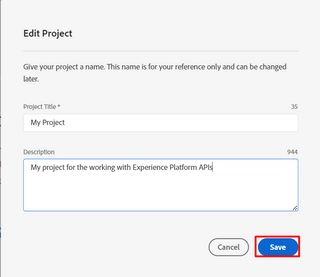 Edit Project
Give your project a name. This name is for your reference only and can be changed
later.
Project Title * 35
My Project
Description 944
My project for the working with Experience Platform APIs
Cancel Save